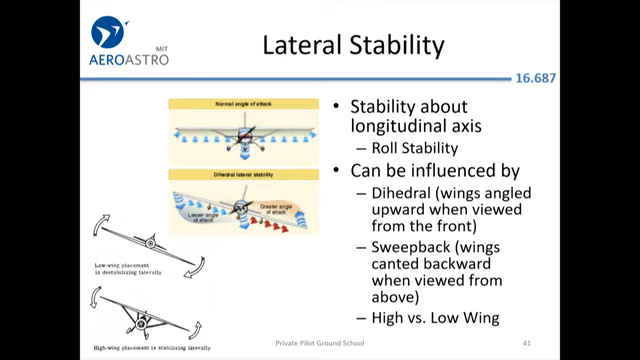 MIT
AEROASTRO
Lateral Stability
16.687
Normal angle of attack
Dihedral lateral stability
Lesser angle
of attack
Greater angle
of attack
Low-wing placement
is destabilizing laterally
High-wing placement is stabilizing laterally
• Stability about
longitudinal axis
– Roll Stability
• Can be influenced by
– Dihedral (wings angled
upward when viewed
from the front)
– Sweepback (wings
canted backward
when viewed from
above)
– High vs. Low Wing
Private Pilot Ground School
41